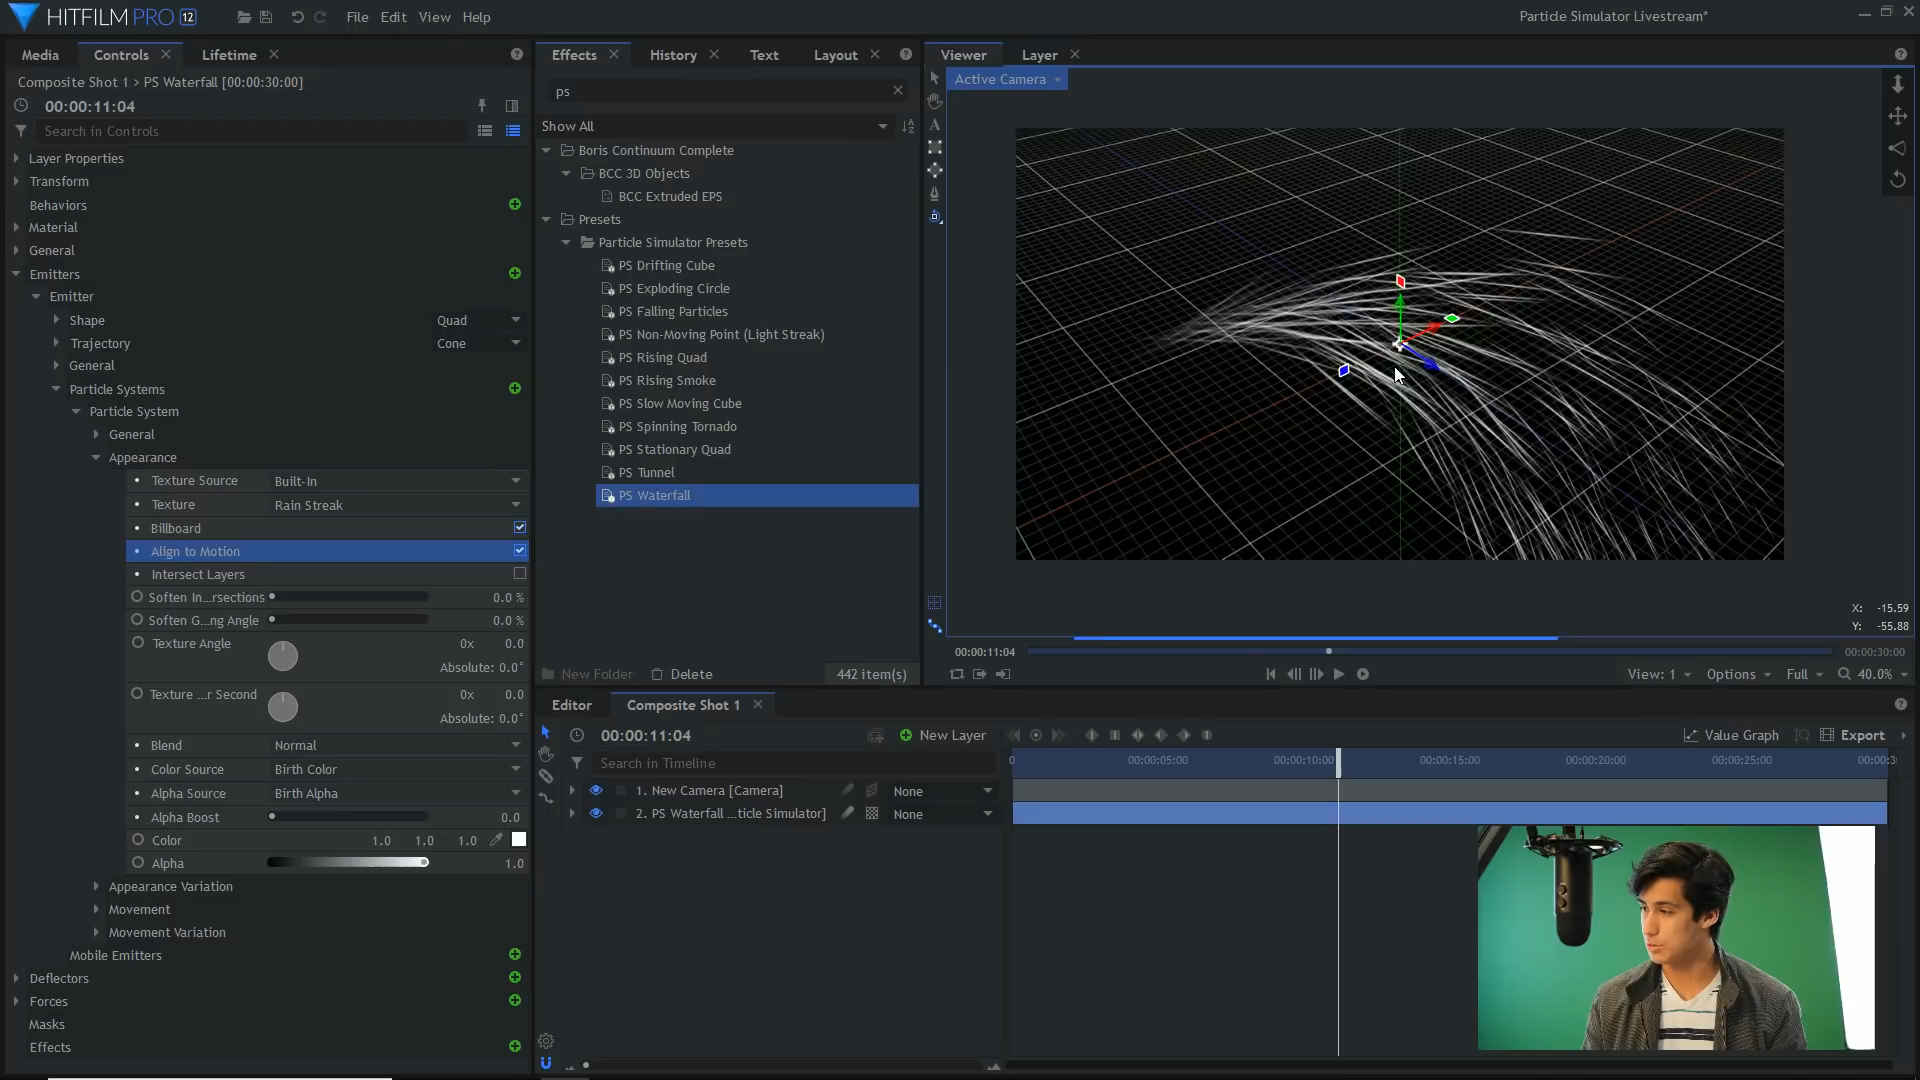 HITFILM PRO 12
File Edit View Help
Particle Simulator Livestream*
Media Controls Lifetime
Composite Shot 1 > PS Waterfall [00:00:30:00]
00:00:11:04
Search in Controls
Layer Properties
Transform
Behaviors
Material
General
Emitters
Emitter
Shape Quad
Trajectory Cone
General
Particle Systems
Particle System
General
Appearance
Texture Source Built-In
Texture Rain Streak
Billboard
Align to Motion
Intersect Layers
Soften In...rsections 0.0 %
Soften G...ng Angle 0.0 %
Texture Angle 0x 0.0
Absolute: 0.0°
Texture ...r Second 0x 0.0
Absolute: 0.0°
Blend Normal
Color Source Birth Color
Alpha Source Birth Alpha
Alpha Boost 0.0
Color 1.0 1.0 1.0
Alpha 1.0
Appearance Variation
Movement
Movement Variation
Mobile Emitters
Deflectors
Forces
Masks
Effects
Effects History Text Layout
ps
Show All
Boris Continuum Complete
BCC 3D Objects
BCC Extruded EPS
Presets
Particle Simulator Presets
PS Drifting Cube
PS Exploding Circle
PS Falling Particles
PS Non-Moving Point (Light Streak)
PS Rising Quad
PS Rising Smoke
PS Slow Moving Cube
PS Spinning Tornado
PS Stationary Quad
PS Tunnel
PS Waterfall
New Folder Delete 442 item(s)
Viewer Layer
Active Camera
A
X: -15.59
Y: -55.88
00:00:11:04 00:00:30:00
View: 1 Options Full 40.0%
Editor Composite Shot 1
00:00:11:04 New Layer Value Graph Export
Search in Timeline
0 00:00:05:00 00:00:10:00 00:00:15:00 00:00:20:00 00:00:25:00 00:00:3
1. New Camera [Camera] None
2. PS Waterfall ...ticle Simulator] None